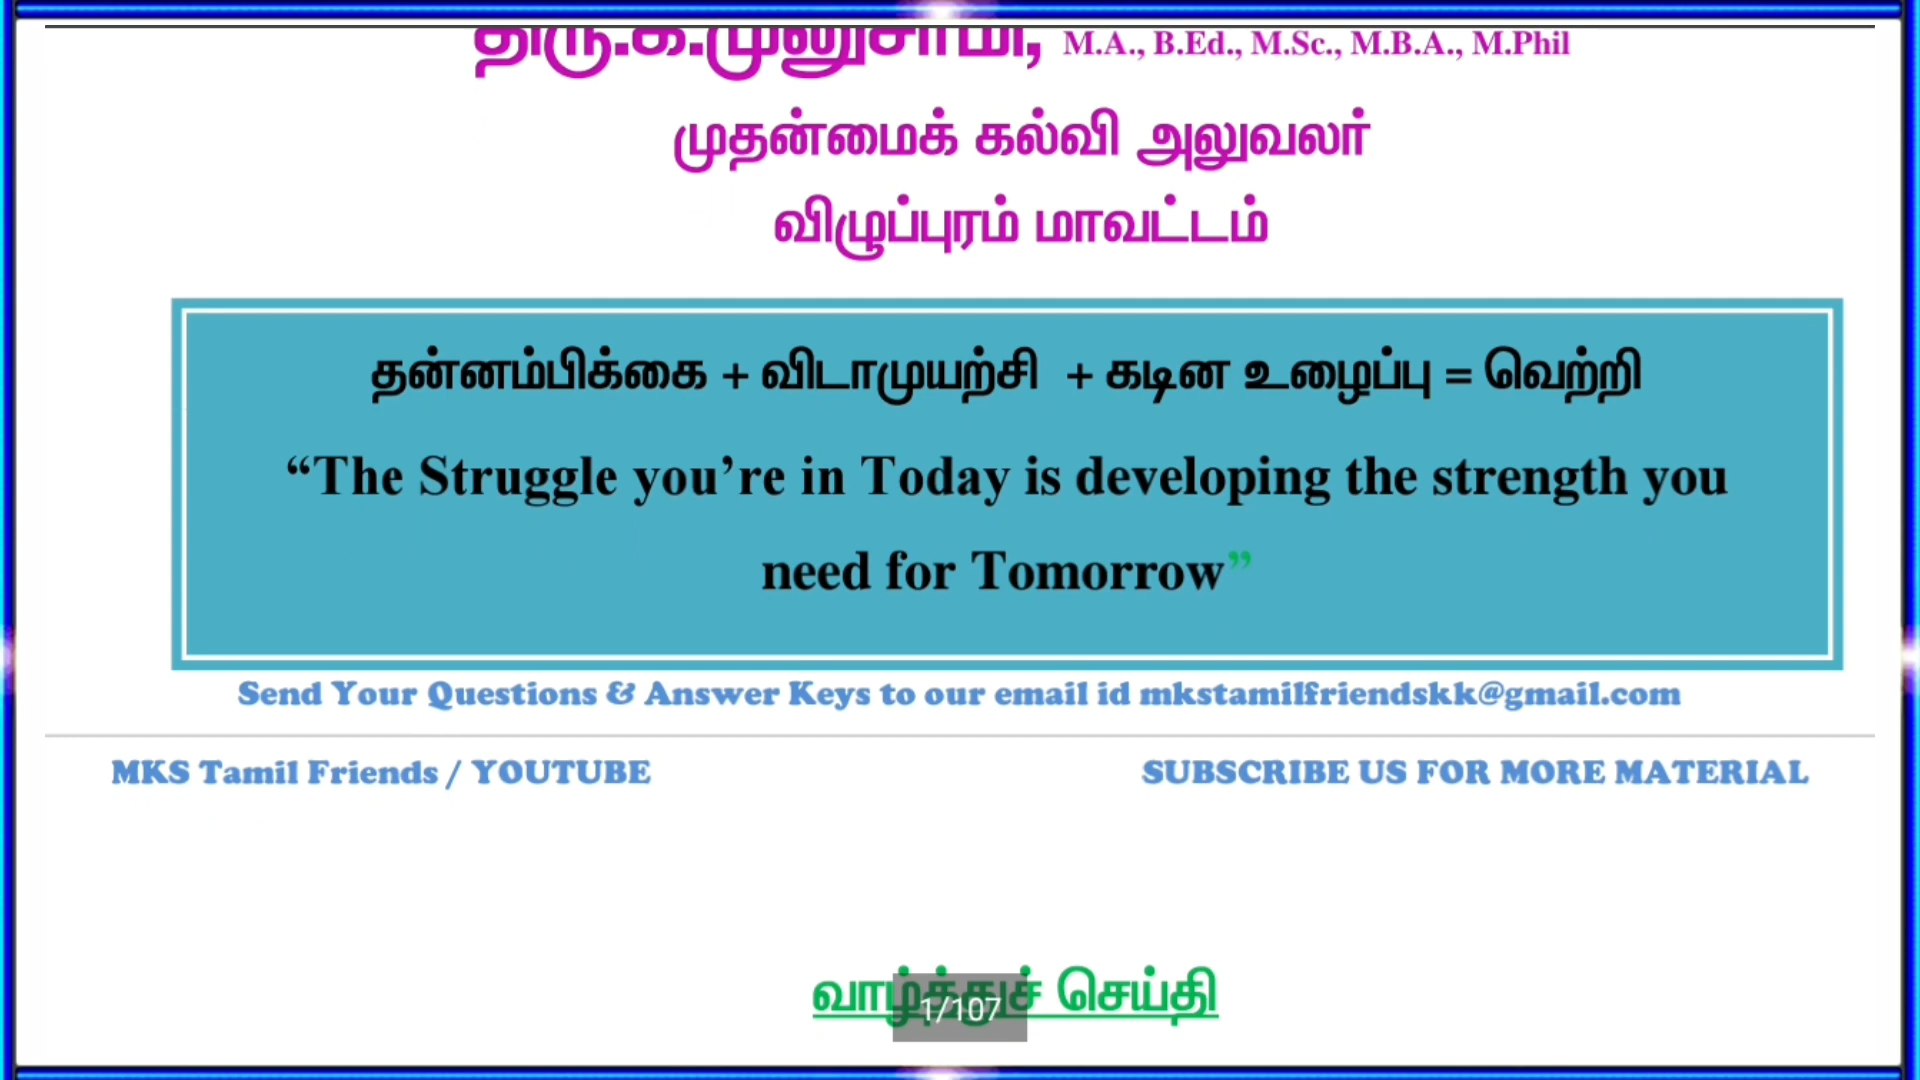 திரு.க.முனுசாமி, M.A., B.Ed., M.Sc., M.B.A., M.Phil
முதன்மைக் கல்வி அலுவலர்
விழுப்புரம் மாவட்டம்
தன்னம்பிக்கை + விடாமுயற்சி + கடின உழைப்பு = வெற்றி
“The Struggle you’re in Today is developing the strength you
need for Tomorrow”
Send Your Questions & Answer Keys to our email id mkstamilfriendskk@gmail.com
MKS Tamil Friends / YOUTUBE SUBSCRIBE US FOR MORE MATERIAL
வாழ்த்துச் செய்தி
1/107